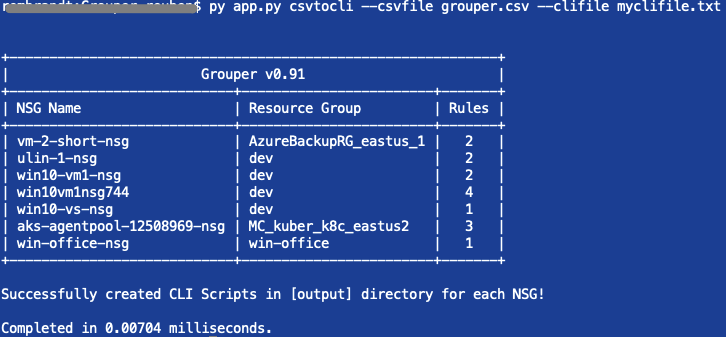 $ py app.py csvtocli --csvfile grouper.csv --clifile myclifile.txt
+-----------------------------------------------------------+
| Grouper v0.91 |
+---------------------------+-----------------------+-------+
| NSG Name | Resource Group | Rules |
+---------------------------+-----------------------+-------+
| vm-2-short-nsg | AzureBackupRG_eastus_1 | 2 |
| ulin-1-nsg | dev | 2 |
| win10-vm1-nsg | dev | 2 |
| win10vm1nsg744 | dev | 4 |
| win10-vs-nsg | dev | 1 |
| aks-agentpool-12508969-nsg | MC_kuber_k8c_eastus2 | 3 |
| win-office-nsg | win-office | 1 |
+---------------------------+-----------------------+-------+
Successfully created CLI Scripts in [output] directory for each NSG!
Completed in 0.00704 milliseconds.